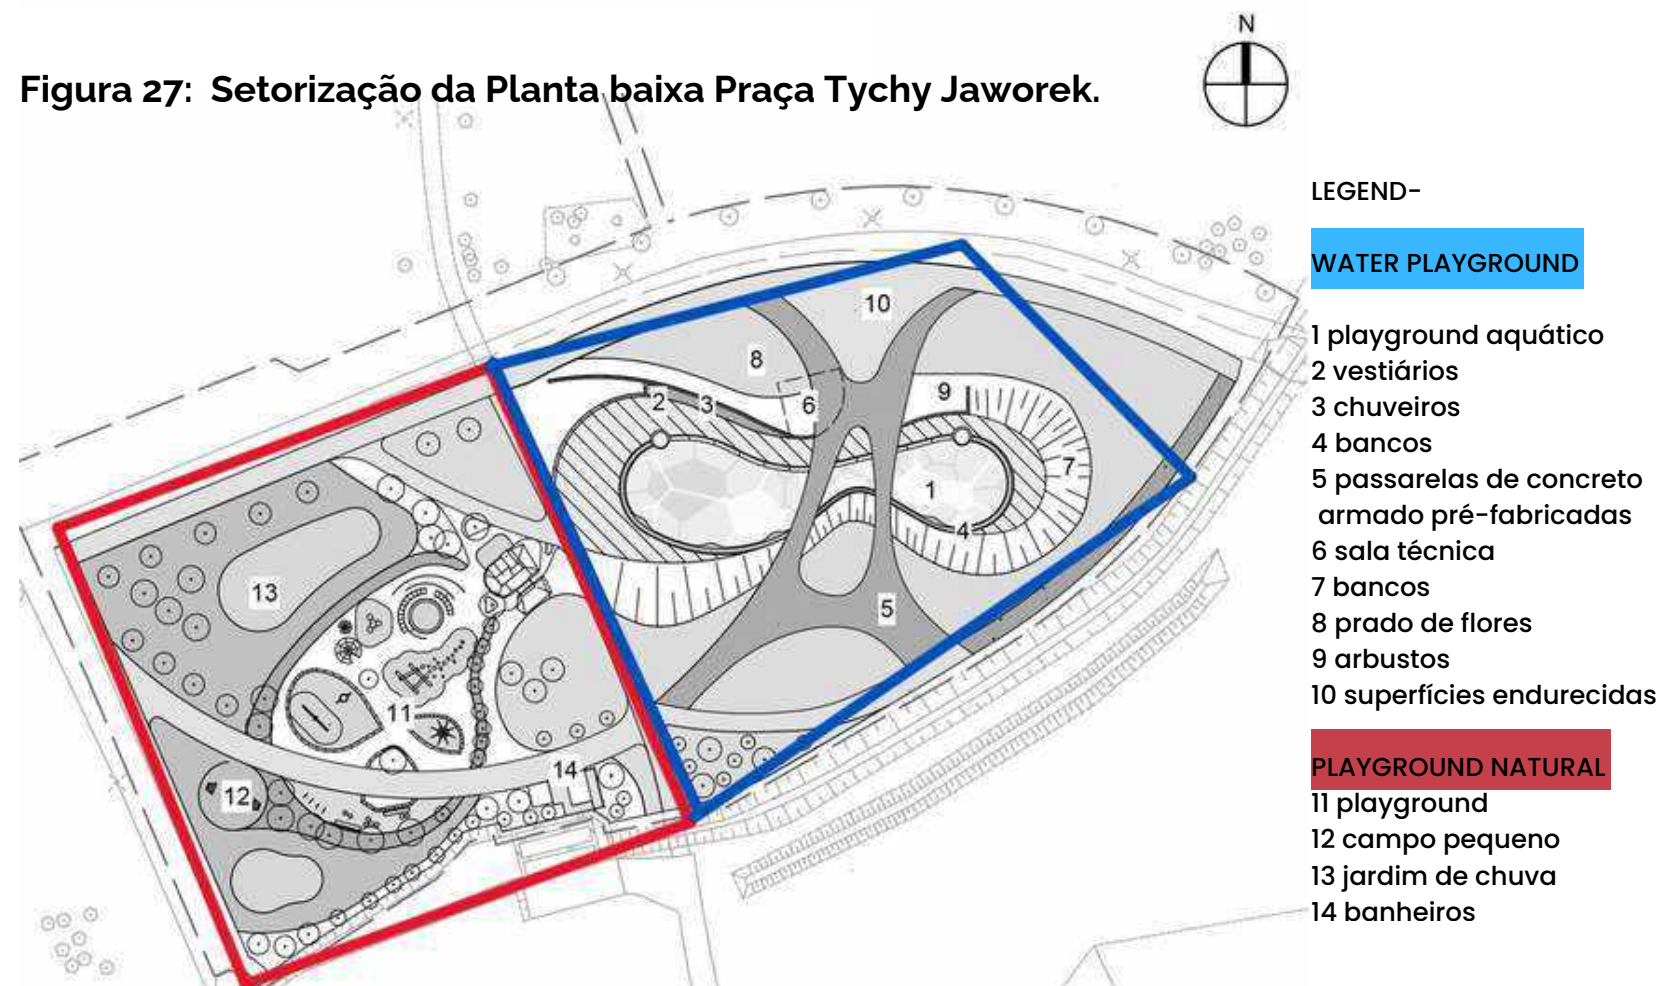 N
Figura 27: Setorização da Planta baixa Praça Tychy Jaworek.
LEGEND-
WATER PLAYGROUND
1 playground aquático
2 vestiários
3 chuveiros
4 bancos
5 passarelas de concreto
armado pré-fabricadas
6 sala técnica
7 bancos
8 prado de flores
9 arbustos
10 superfícies endurecidas
PLAYGROUND NATURAL
11 playground
12 campo pequeno
13 jardim de chuva
14 banheiros
10
8
9
2
3
6
7
1
4
13
5
11
14
12